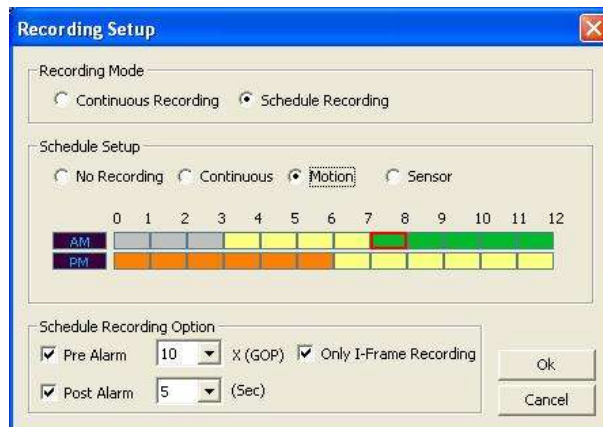 Recording Setup
Recording Mode
Continuous Recording Schedule Recording
Schedule Setup
No Recording Continuous Motion Sensor
0 1 2 3 4 5 6 7 8 9 10 11 12
AM
PM
Schedule Recording Option
Pre Alarm 10 X (GOP) Only I-Frame Recording
Post Alarm 5 (Sec)
Ok
Cancel